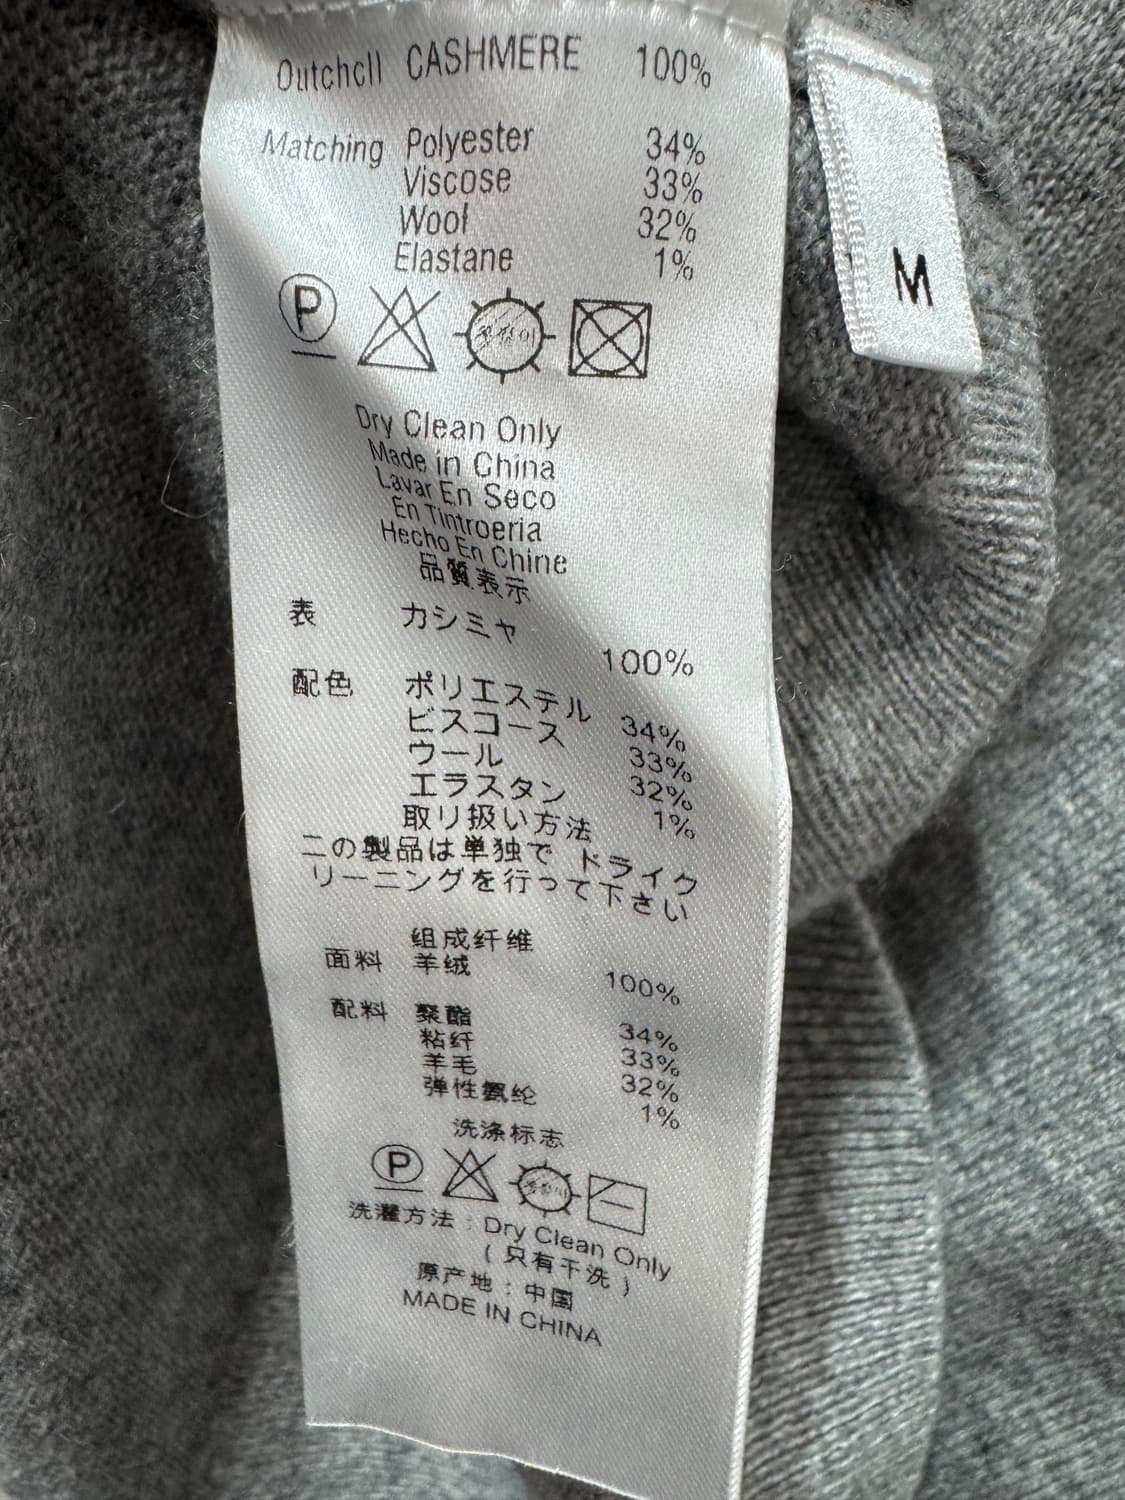 Outchcll CASHMERE 100%
Matching Polyester 34%
Viscose 33%
Wool 32%
Elastane 1%
P
M
Dry Clean Only
Made in China
Lavar En Seco
En Tintroeria
Hecho En Chine
品質表示
表 カシミヤ 100%
配色 ポリエステル 34%
ビスコース 33%
ウール 32%
エラスタン 1%
取り扱い方法
二の製品は単独で ドライク
リーニングを行って下さい
组成纤维
面料 羊绒 100%
配料 聚酯 34%
粘纤 33%
羊毛 32%
弹性氨纶 1%
洗涤标志
P
洗濯方法：Dry Clean Only
（只有干洗）
原产地：中国
MADE IN CHINA